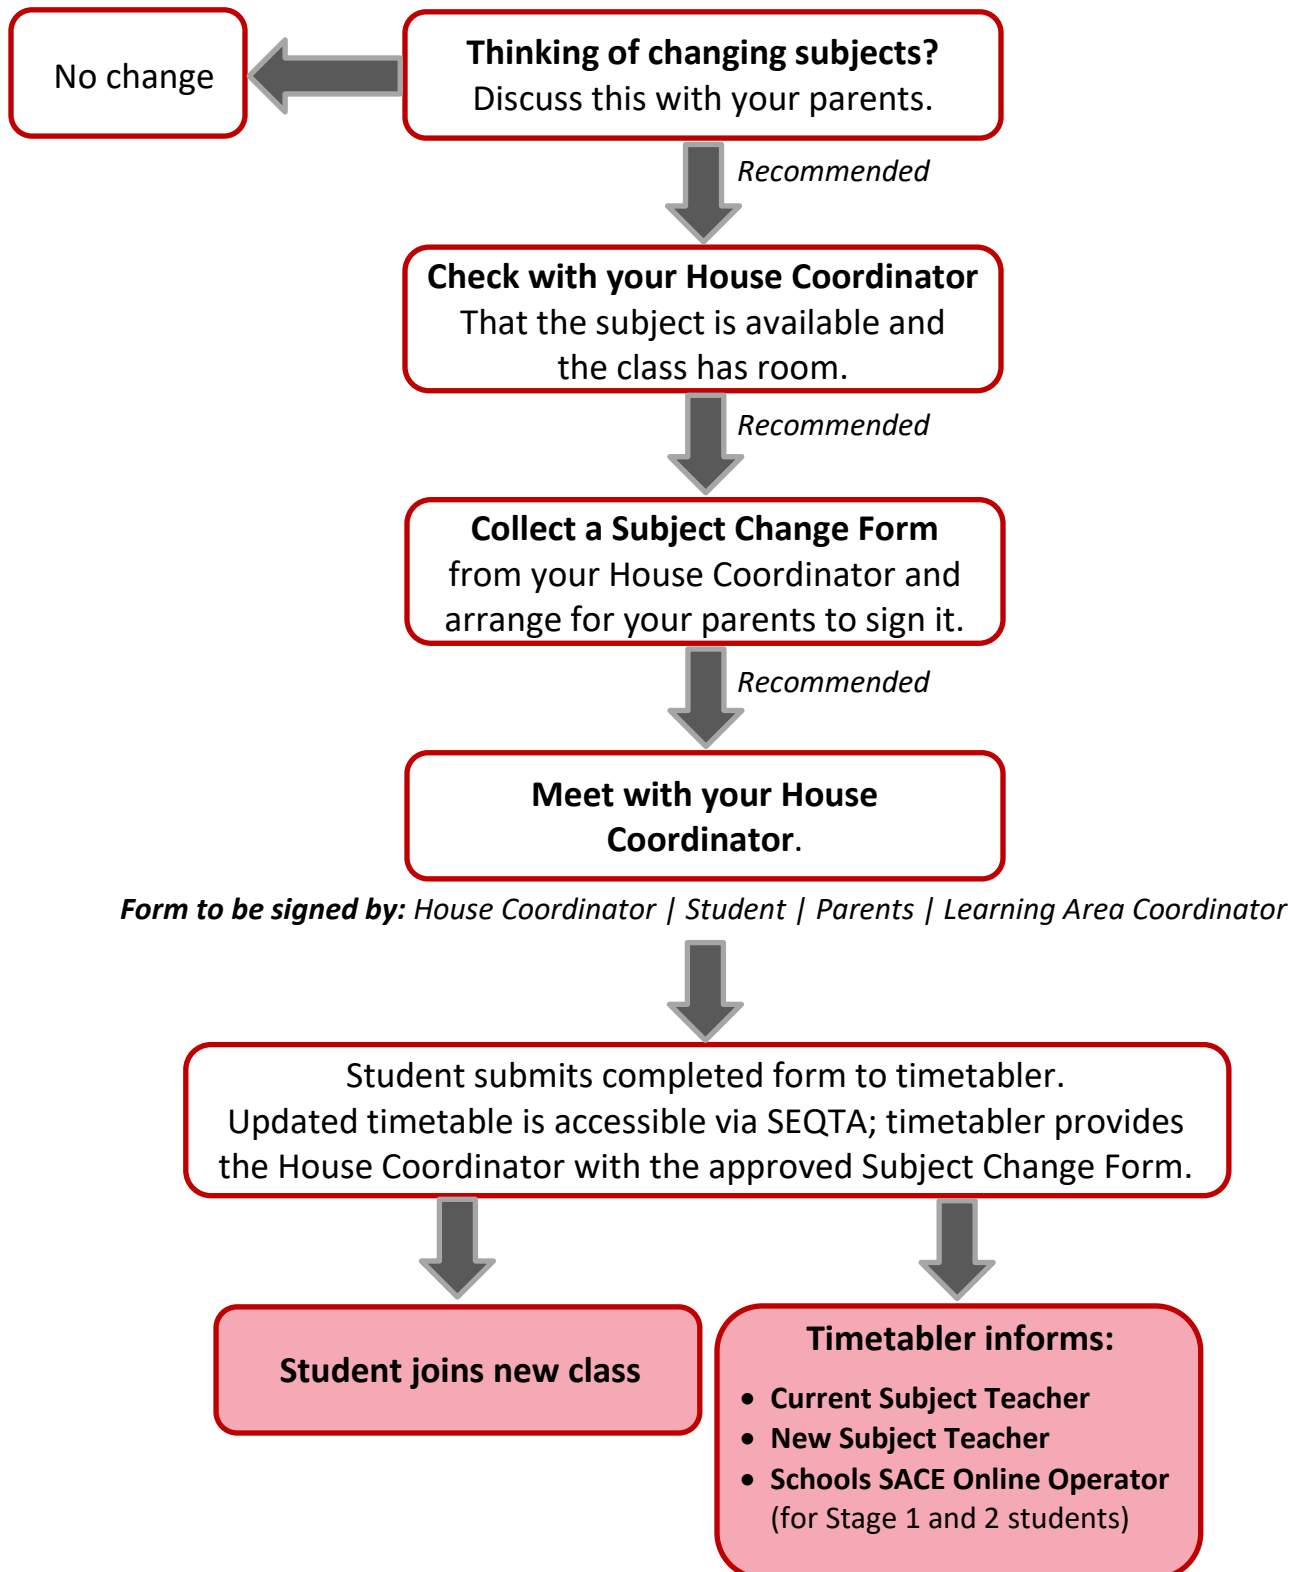 No change
Thinking of changing subjects?
Discuss this with your parents.
Recommended
Check with your House Coordinator
That the subject is available and
the class has room.
Recommended
Collect a Subject Change Form
from your House Coordinator and
arrange for your parents to sign it.
Recommended
Meet with your House
Coordinator.
Form to be signed by: House Coordinator | Student | Parents | Learning Area Coordinator
Student submits completed form to timetabler.
Updated timetable is accessible via SEQTA; timetabler provides
the House Coordinator with the approved Subject Change Form.
Student joins new class
Timetabler informs:
• Current Subject Teacher
• New Subject Teacher
• Schools SACE Online Operator
(for Stage 1 and 2 students)